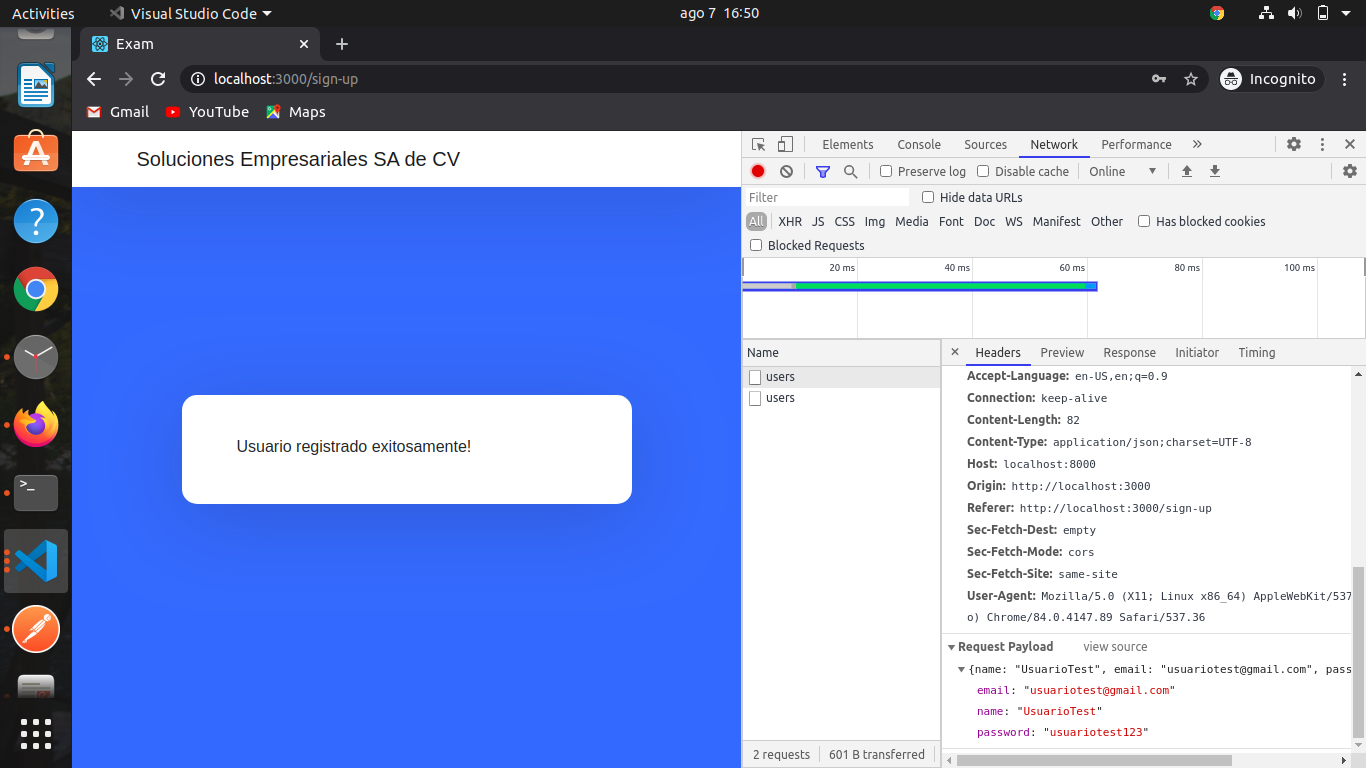 Activities Visual Studio Code ago 7 16:50
Exam
localhost:3000/sign-up Incognito
Gmail YouTube Maps
Soluciones Empresariales SA de CV
Usuario registrado exitosamente!
Elements Console Sources Network Performance »
Preserve log Disable cache Online
Filter Hide data URLs
All XHR JS CSS Img Media Font Doc WS Manifest Other Has blocked cookies
Blocked Requests
20 ms 40 ms 60 ms 80 ms 100 ms
Name
users
users
2 requests 601 B transferred
Headers Preview Response Initiator Timing
Accept-Language: en-US,en;q=0.9
Connection: keep-alive
Content-Length: 82
Content-Type: application/json;charset=UTF-8
Host: localhost:8000
Origin: http://localhost:3000
Referer: http://localhost:3000/sign-up
Sec-Fetch-Dest: empty
Sec-Fetch-Mode: cors
Sec-Fetch-Site: same-site
User-Agent: Mozilla/5.0 (X11; Linux x86_64) AppleWebKit/537
o) Chrome/84.0.4147.89 Safari/537.36
Request Payload view source
{name: "UsuarioTest", email: "usuariotest@gmail.com", pass
email: "usuariotest@gmail.com"
name: "UsuarioTest"
password: "usuariotest123"